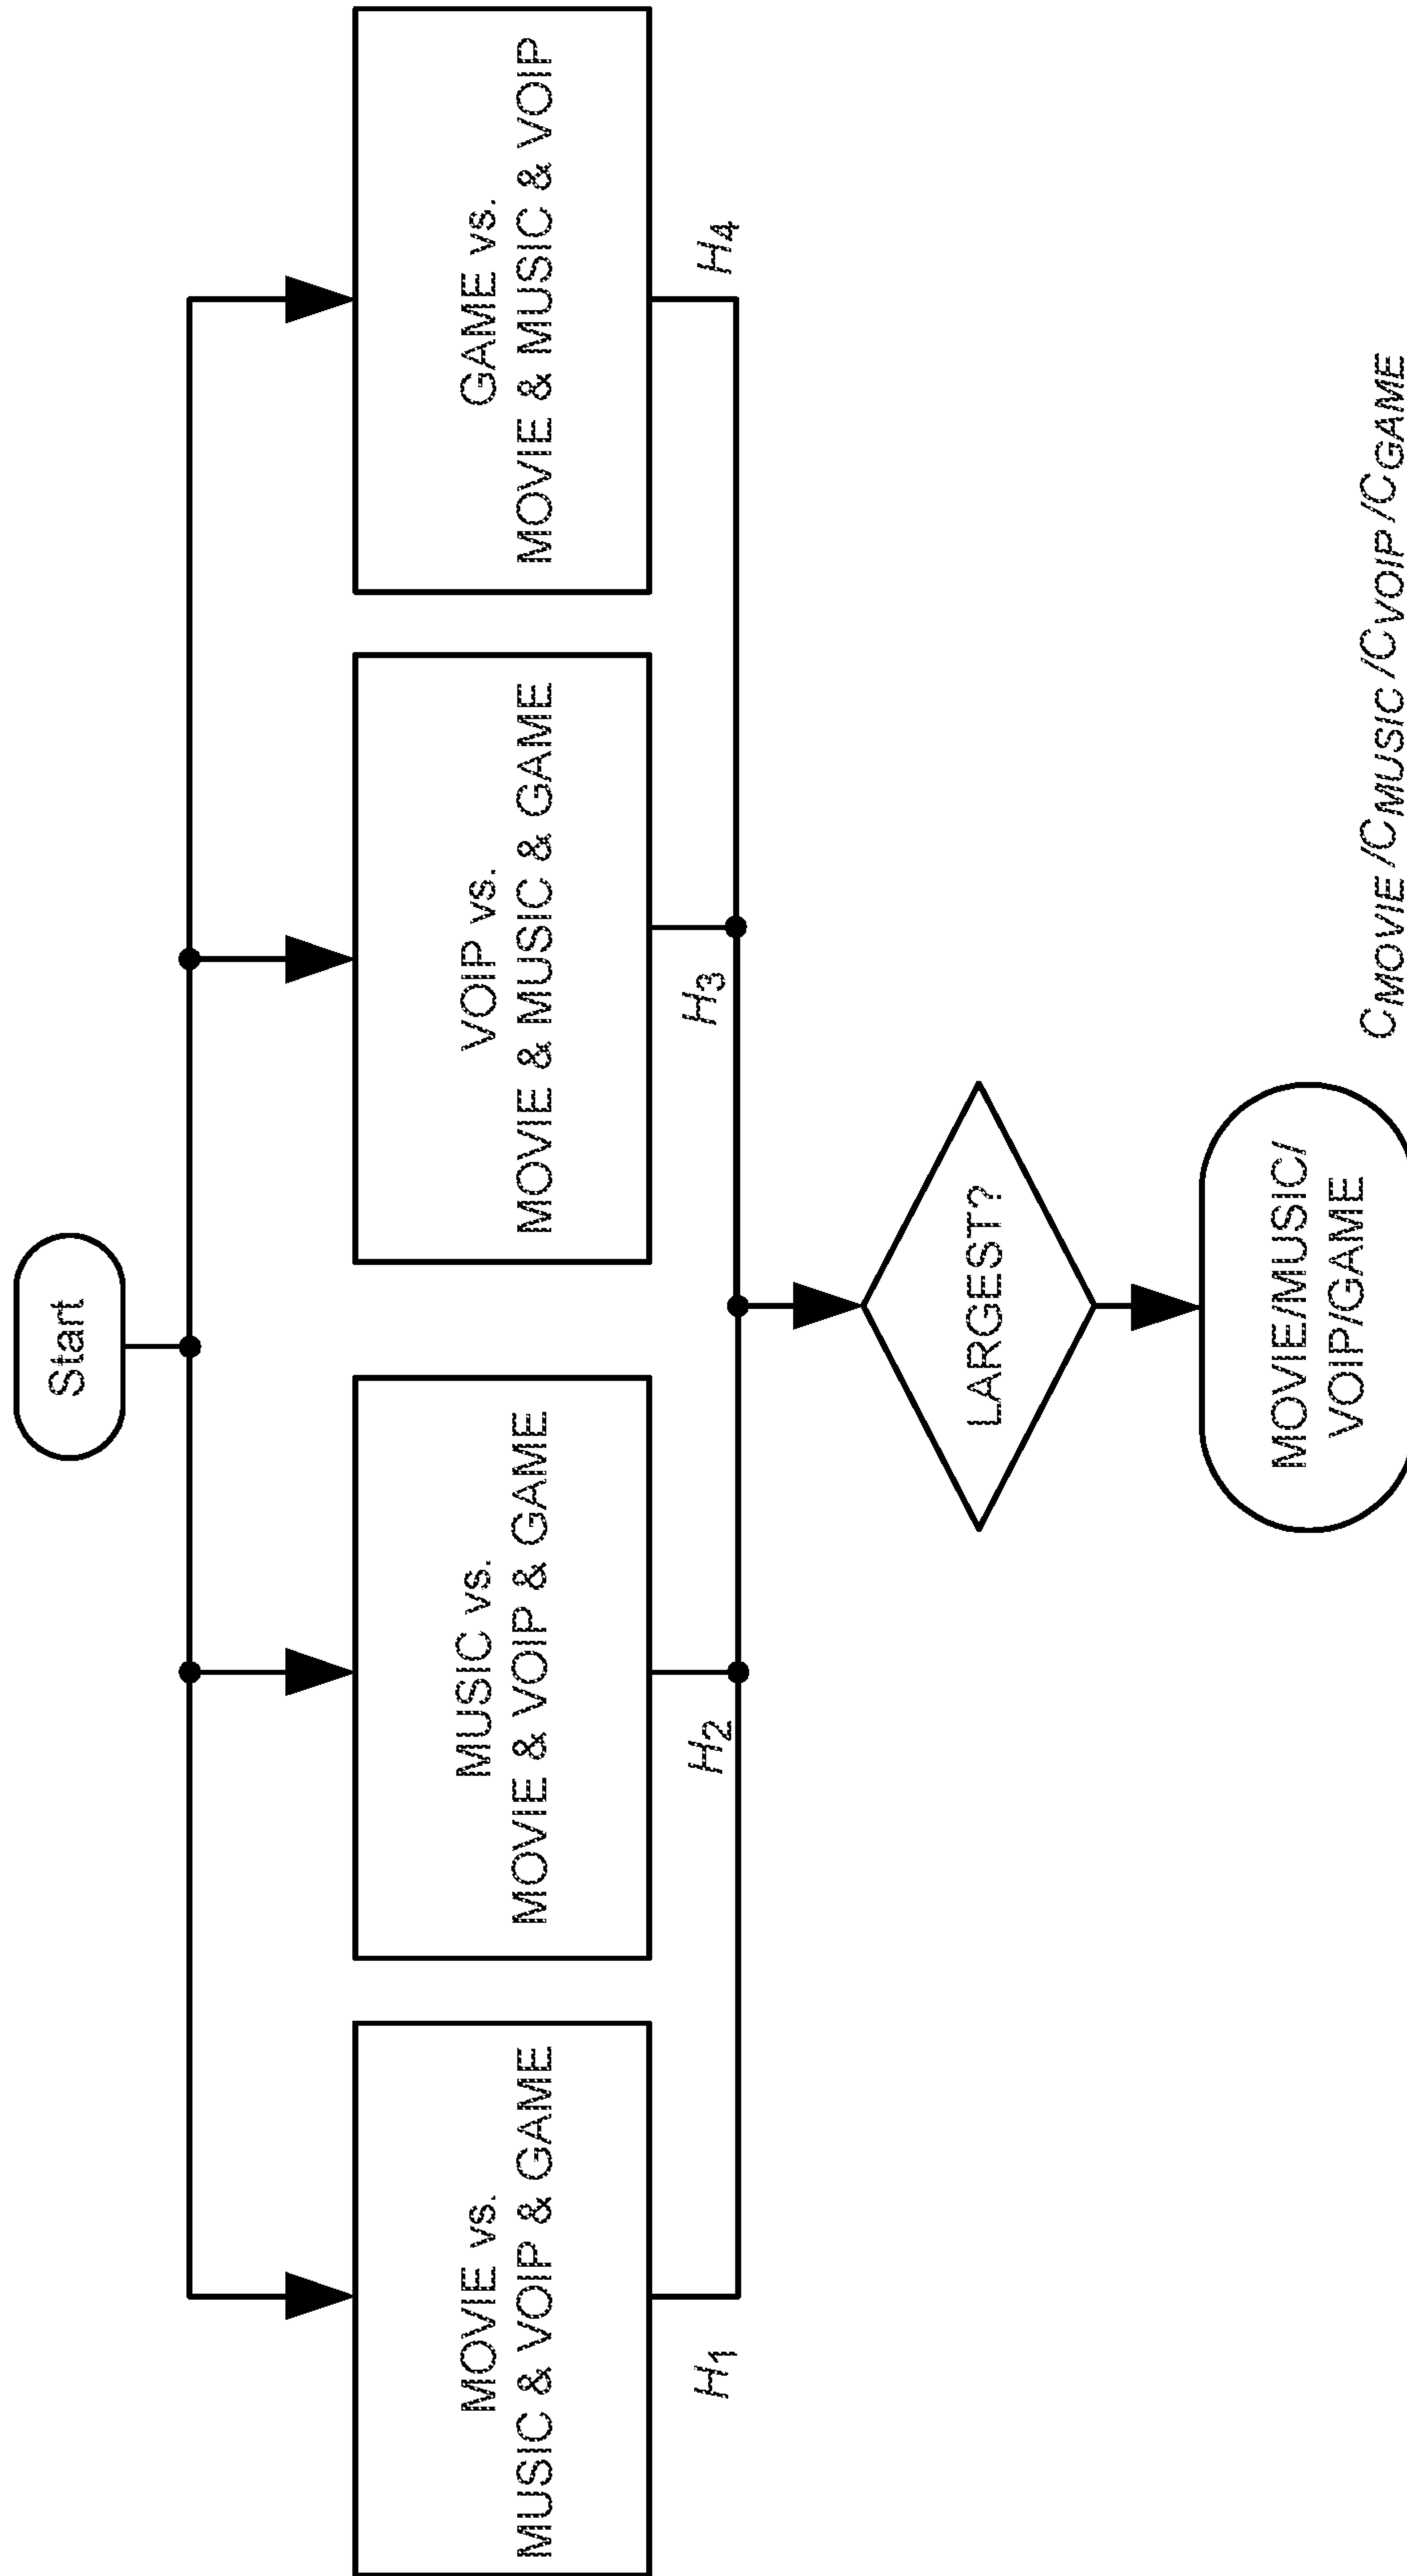 Start
MOVIE vs.
MUSIC & VOIP & GAME
MUSIC vs.
MOVIE & VOIP & GAME
VOIP vs.
MOVIE & MUSIC & GAME
GAME vs.
MOVIE & MUSIC & VOIP
H1
H2
H3
H4
LARGEST?
MOVIE/MUSIC/
VOIP/GAME
CMOVIE/CMUSIC/CVOIP/CGAME